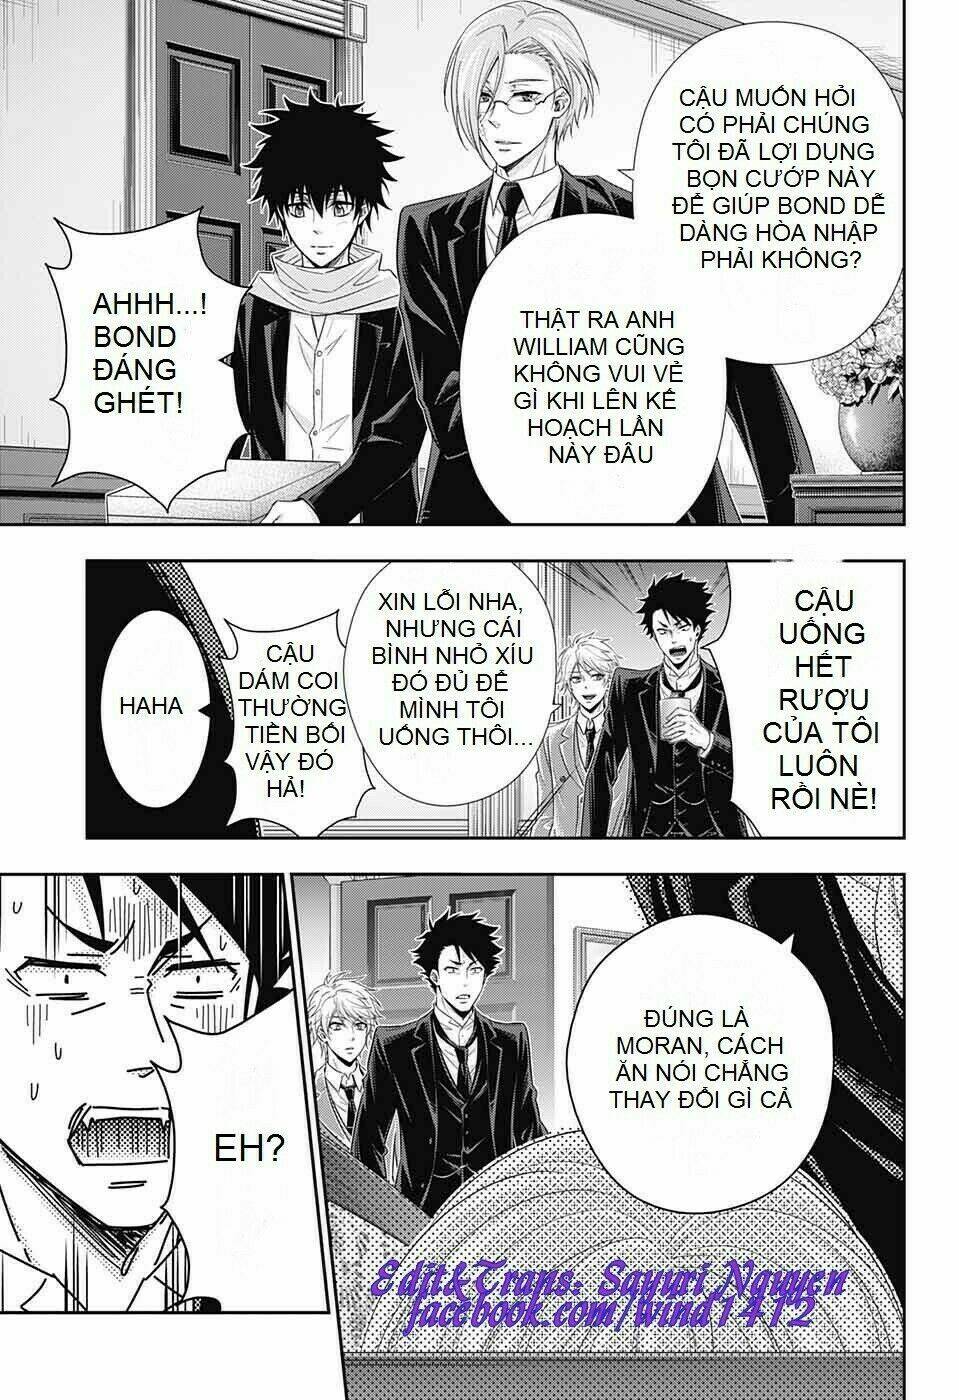 CẬU MUỐN HỎI
CÓ PHẢI CHÚNG
TÔI ĐÃ LỢI DỤNG
BỌN CƯỚP NÀY
ĐỂ GIÚP BOND DỄ
DÀNG HÒA NHẬP
PHẢI KHÔNG?
THẬT RA ANH
WILLIAM CŨNG
KHÔNG VUI VẺ
GÌ KHI LÊN KẾ
HOẠCH LẦN
NÀY ĐÂU
AHHH...!
BOND
ĐÁNG
GHÉT!
CẬU
UỐNG
HẾT
RƯỢU
CỦA TÔI
LUÔN
RỒI NÈ!
XIN LỖI NHA,
NHƯNG CÁI
BÌNH NHỎ XÍU
ĐÓ ĐỦ ĐỂ
MÌNH TÔI
UỐNG THÔI...
CẬU
DÁM COI
THƯỜNG
TIỀN BỐI
VẬY ĐÓ
HẢ!
HAHA
ĐÚNG LÀ
MORAN, CÁCH
ĂN NÓI CHẲNG
THAY ĐỔI GÌ CẢ
EH?
Edit&Trans: Sayuri Nguyen
facebook.com/wind1412